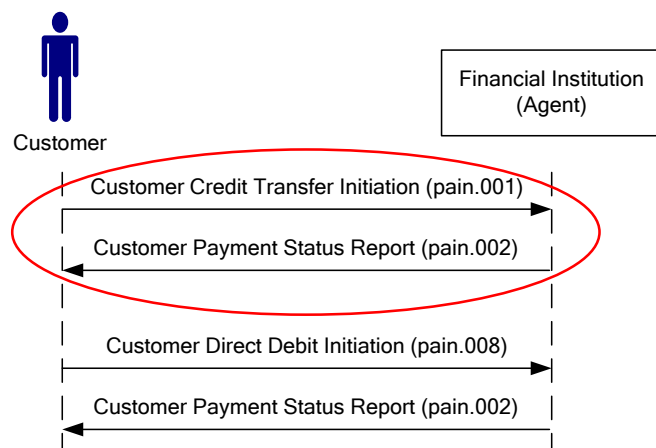 Financial Institution
(Agent)
Customer
Customer Credit Transfer Initiation (pain.001)
Customer Payment Status Report (pain.002)
Customer Direct Debit Initiation (pain.008)
Customer Payment Status Report (pain.002)